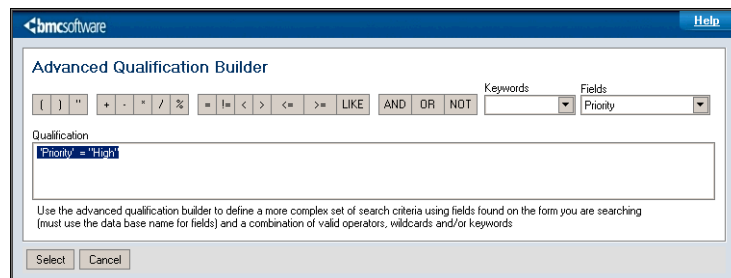 bmcsoftware
Help
Advanced Qualification Builder
Keywords Fields
( ) " + - * / % = != < > <= >= LIKE AND OR NOT Priority
Qualification
'Priority' = "High"
Use the advanced qualification builder to define a more complex set of search criteria using fields found on the form you are searching
(must use the data base name for fields) and a combination of valid operators, wildcards and/or keywords
Select Cancel